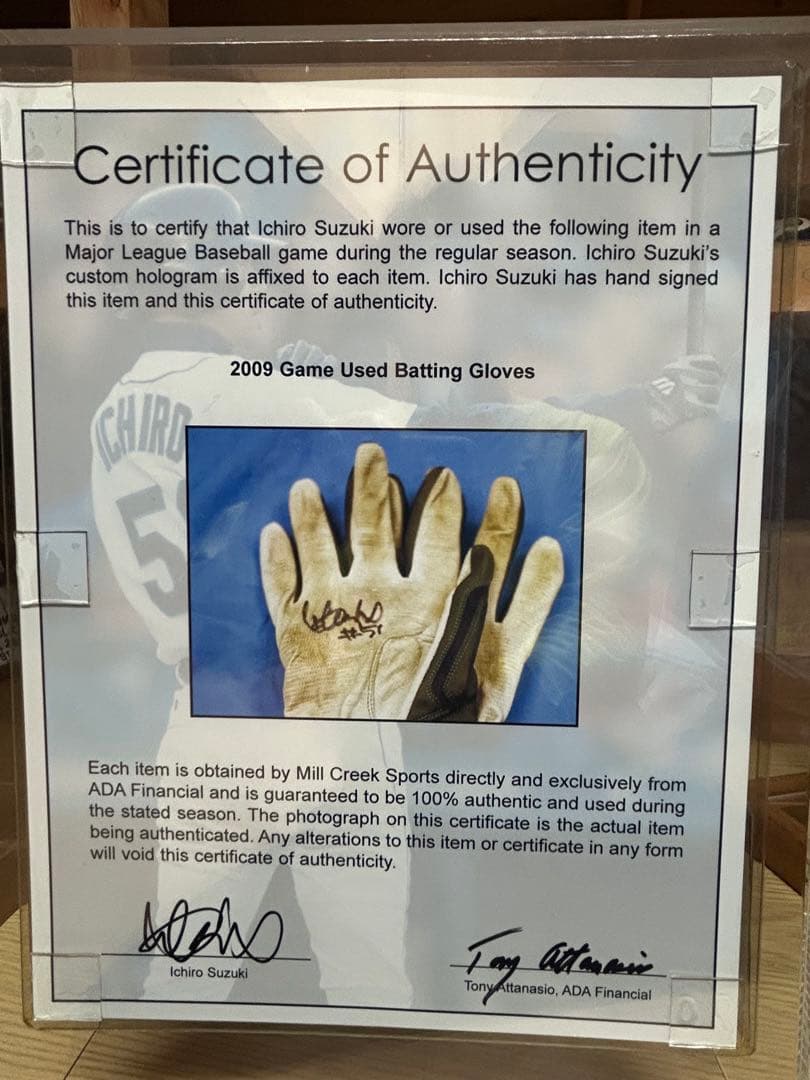 Certificate of Authenticity
This is to certify that Ichiro Suzuki wore or used the following item in a
Major League Baseball game during the regular season. Ichiro Suzuki's
custom hologram is affixed to each item. Ichiro Suzuki has hand signed
this item and this certificate of authenticity.
2009 Game Used Batting Gloves
ICHIRO
5
#51
Each item is obtained by Mill Creek Sports directly and exclusively from
ADA Financial and is guaranteed to be 100% authentic and used during
the stated season. The photograph on this certificate is the actual item
being authenticated. Any alterations to this item or certificate in any form
will void this certificate of authenticity.
Tony Attanasio
Ichiro Suzuki
Tony Attanasio, ADA Financial